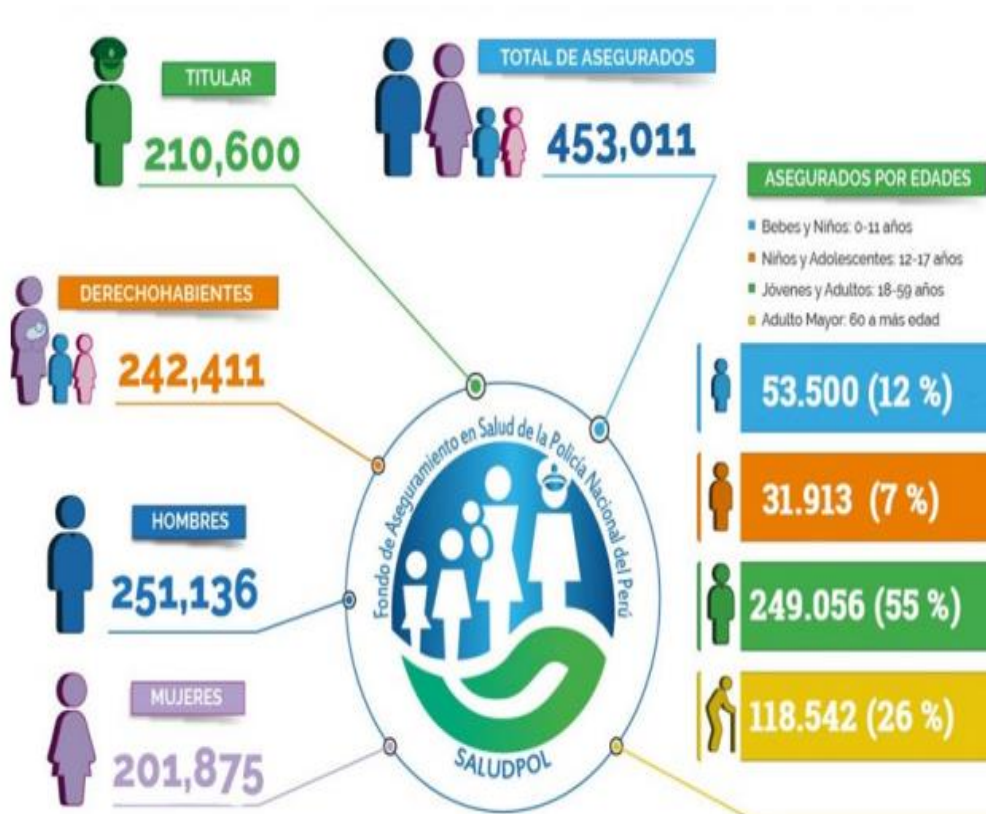 TITULAR
210,600
TOTAL DE ASEGURADOS
453,011
DERECHOHABIENTES
242,411
HOMBRES
251,136
MUJERES
201,875
Fondo de Aseguramiento en Salud de la Policía Nacional del Perú
SALUDPOL
ASEGURADOS POR EDADES
Bebes y Niños: 0-11 años
Niños y Adolescentes: 12-17 años
Jóvenes y Adultos: 18-59 años
Adulto Mayor: 60 a más edad
53.500 (12 %)
31.913 (7 %)
249.056 (55 %)
118.542 (26 %)